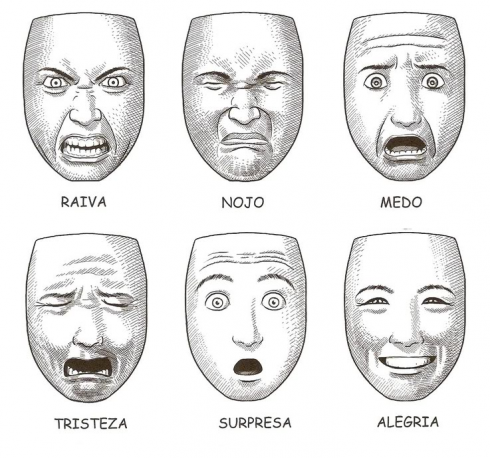 RAIVA NOJO MEDO
TRISTEZA SURPRESA ALEGRIA